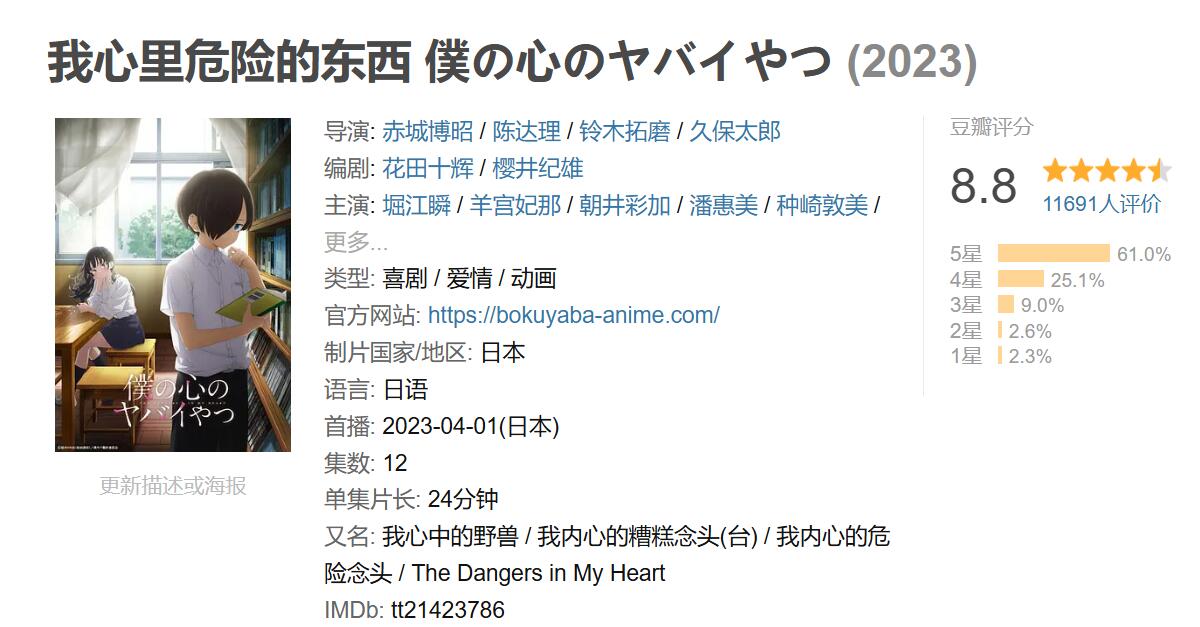 我心里危险的东西 僕の心のヤバイやつ (2023)
僕の心の
ヤバイやつ
更新描述或海报
导演: 赤城博昭 / 陈达理 / 铃木拓磨 / 久保太郎
编剧: 花田十辉 / 樱井纪雄
主演: 堀江瞬 / 羊宫妃那 / 朝井彩加 / 潘惠美 / 种崎敦美 /
更多...
类型: 喜剧 / 爱情 / 动画
官方网站: https://bokuyaba-anime.com/
制片国家/地区: 日本
语言: 日语
首播: 2023-04-01(日本)
集数: 12
单集片长: 24分钟
又名: 我心中的野兽 / 我内心的糟糕念头(台) / 我内心的危
险念头 / The Dangers in My Heart
IMDb: tt21423786
豆瓣评分
8.8
11691人评价
5星 61.0%
4星 25.1%
3星 9.0%
2星 2.6%
1星 2.3%